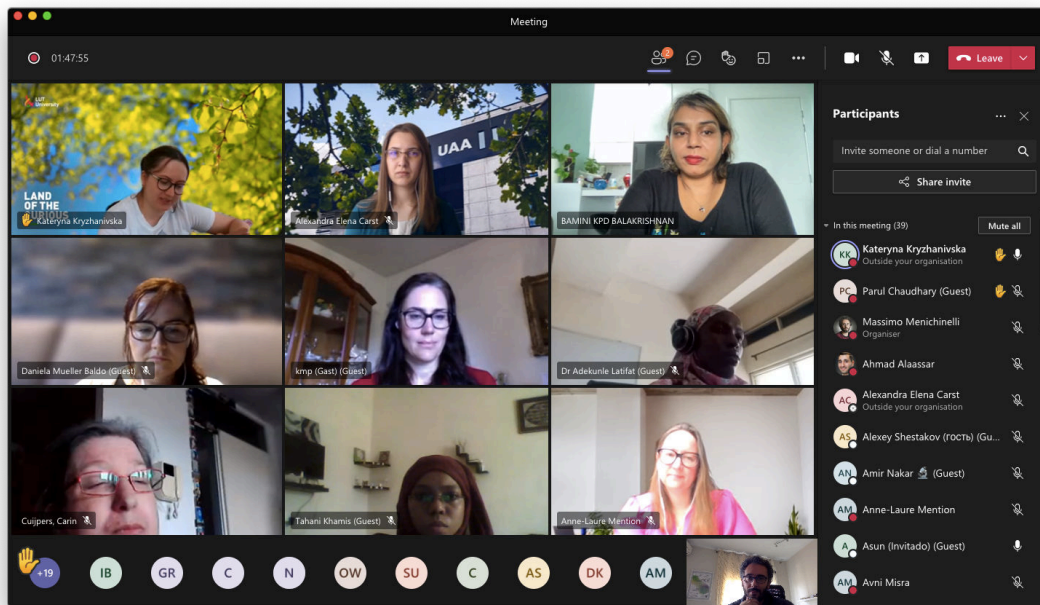 Meeting
01:47:55
2
Leave
LUT
University
LAND
OF THE
CURIOUS
Kateryna Kryzhanivska
UAA
Alexandra Elena Carst
BAMINI KPD BALAKRISHNAN
Daniela Mueller Baldo (Guest)
kmp (Gast) (Guest)
Dr Adekunle Latifat (Guest)
Cuijpers, Carin
Tahani Khamis (Guest)
Anne-Laure Mention
+19
IB
GR
C
N
OW
SU
C
AS
DK
AM
Participants
Invite someone or dial a number
Share invite
In this meeting (39)
Mute all
KK
Kateryna Kryzhanivska
Outside your organisation
PC
Parul Chaudhary (Guest)
Massimo Menichinelli
Organiser
Ahmad Alaassar
AC
Alexandra Elena Carst
Outside your organisation
AS
Alexey Shestakov (гость) (Gu...
AN
Amir Nakar 🔬 (Guest)
AM
Anne-Laure Mention
A
Asun (Invitado) (Guest)
AM
Avni Misra